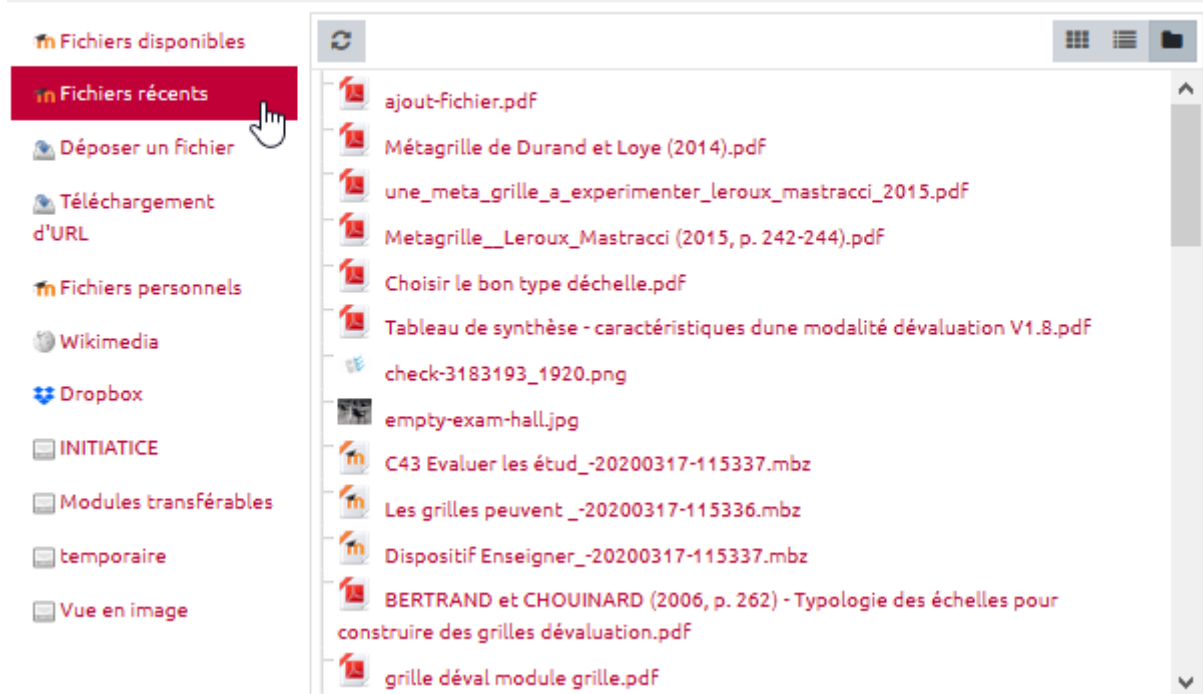 Fichiers disponibles
Fichiers récents
Déposer un fichier
Téléchargement
d'URL
Fichiers personnels
Wikimedia
Dropbox
INITIATICE
Modules transférables
temporaire
Vue en image
ajout-fichier.pdf
Métagrille de Durand et Loye (2014).pdf
une_meta_grille_a_experimenter_leroux_mastracci_2015.pdf
Metagrille__Leroux_Mastracci (2015, p. 242-244).pdf
Choisir le bon type déchelle.pdf
Tableau de synthèse - caractéristiques dune modalité dévaluation V1.8.pdf
check-3183193_1920.png
empty-exam-hall.jpg
C43 Evaluer les étud_-20200317-115337.mbz
Les grilles peuvent _-20200317-115336.mbz
Dispositif Enseigner_-20200317-115337.mbz
BERTRAND et CHOUINARD (2006, p. 262) - Typologie des échelles pour
construire des grilles dévaluation.pdf
grille déval module grille.pdf